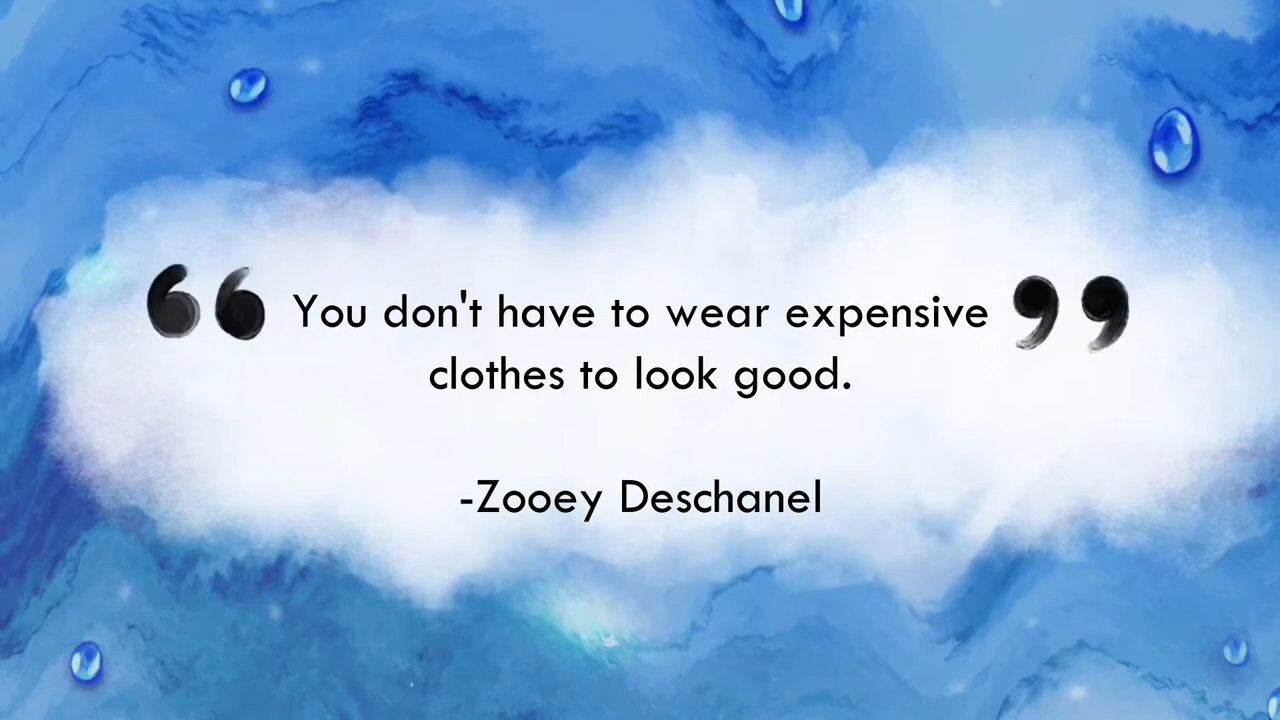 “ You don't have to wear expensive ”
clothes to look good.
-Zooey Deschanel